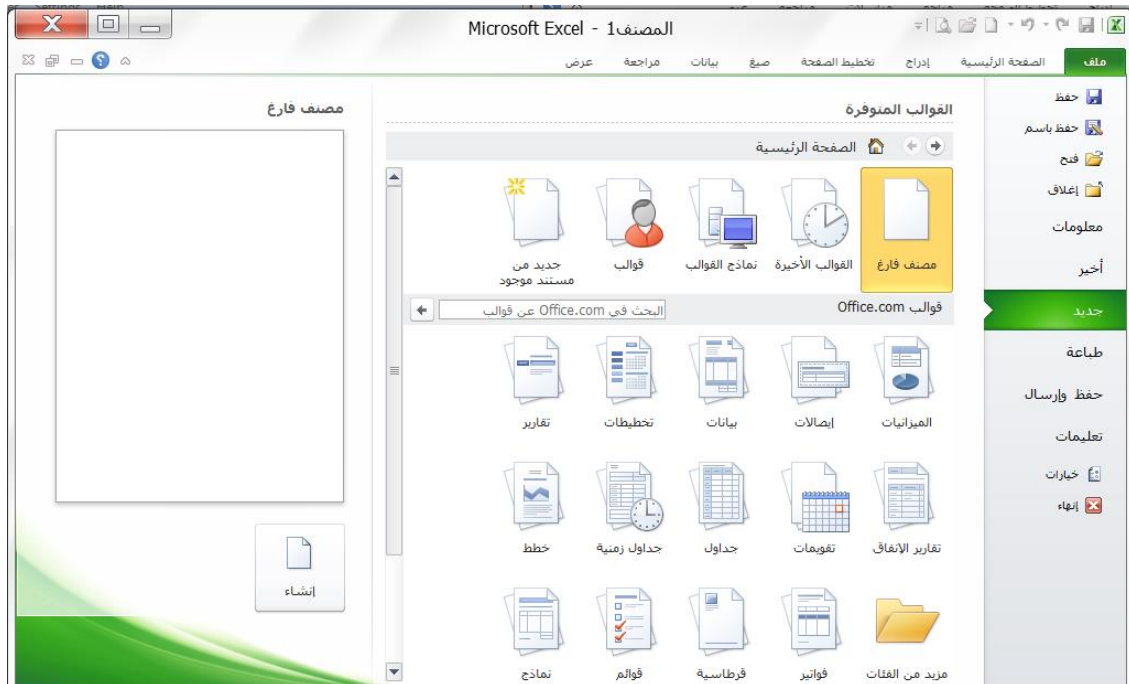 المصنف1 - Microsoft Excel
ملف الصفحة الرئيسية إدراج تخطيط الصفحة صيغ بيانات مراجعة عرض
حفظ
حفظ باسم
فتح
إغلاق
معلومات
أخير
جديد
طباعة
حفظ وإرسال
تعليمات
خيارات
إنهاء
القوالب المتوفرة
الصفحة الرئيسية
مصنف فارغ القوالب الأخيرة نماذج القوالب قوالب جديد من
مستند موجود
قوالب Office.com البحث في Office.com عن قوالب
الميزانيات إيصالات بيانات تخطيطات تقارير
تقارير الإنفاق تقويمات جداول جداول زمنية خطط
مزيد من الفئات فواتير قرطاسية قوائم نماذج
مصنف فارغ
إنشاء